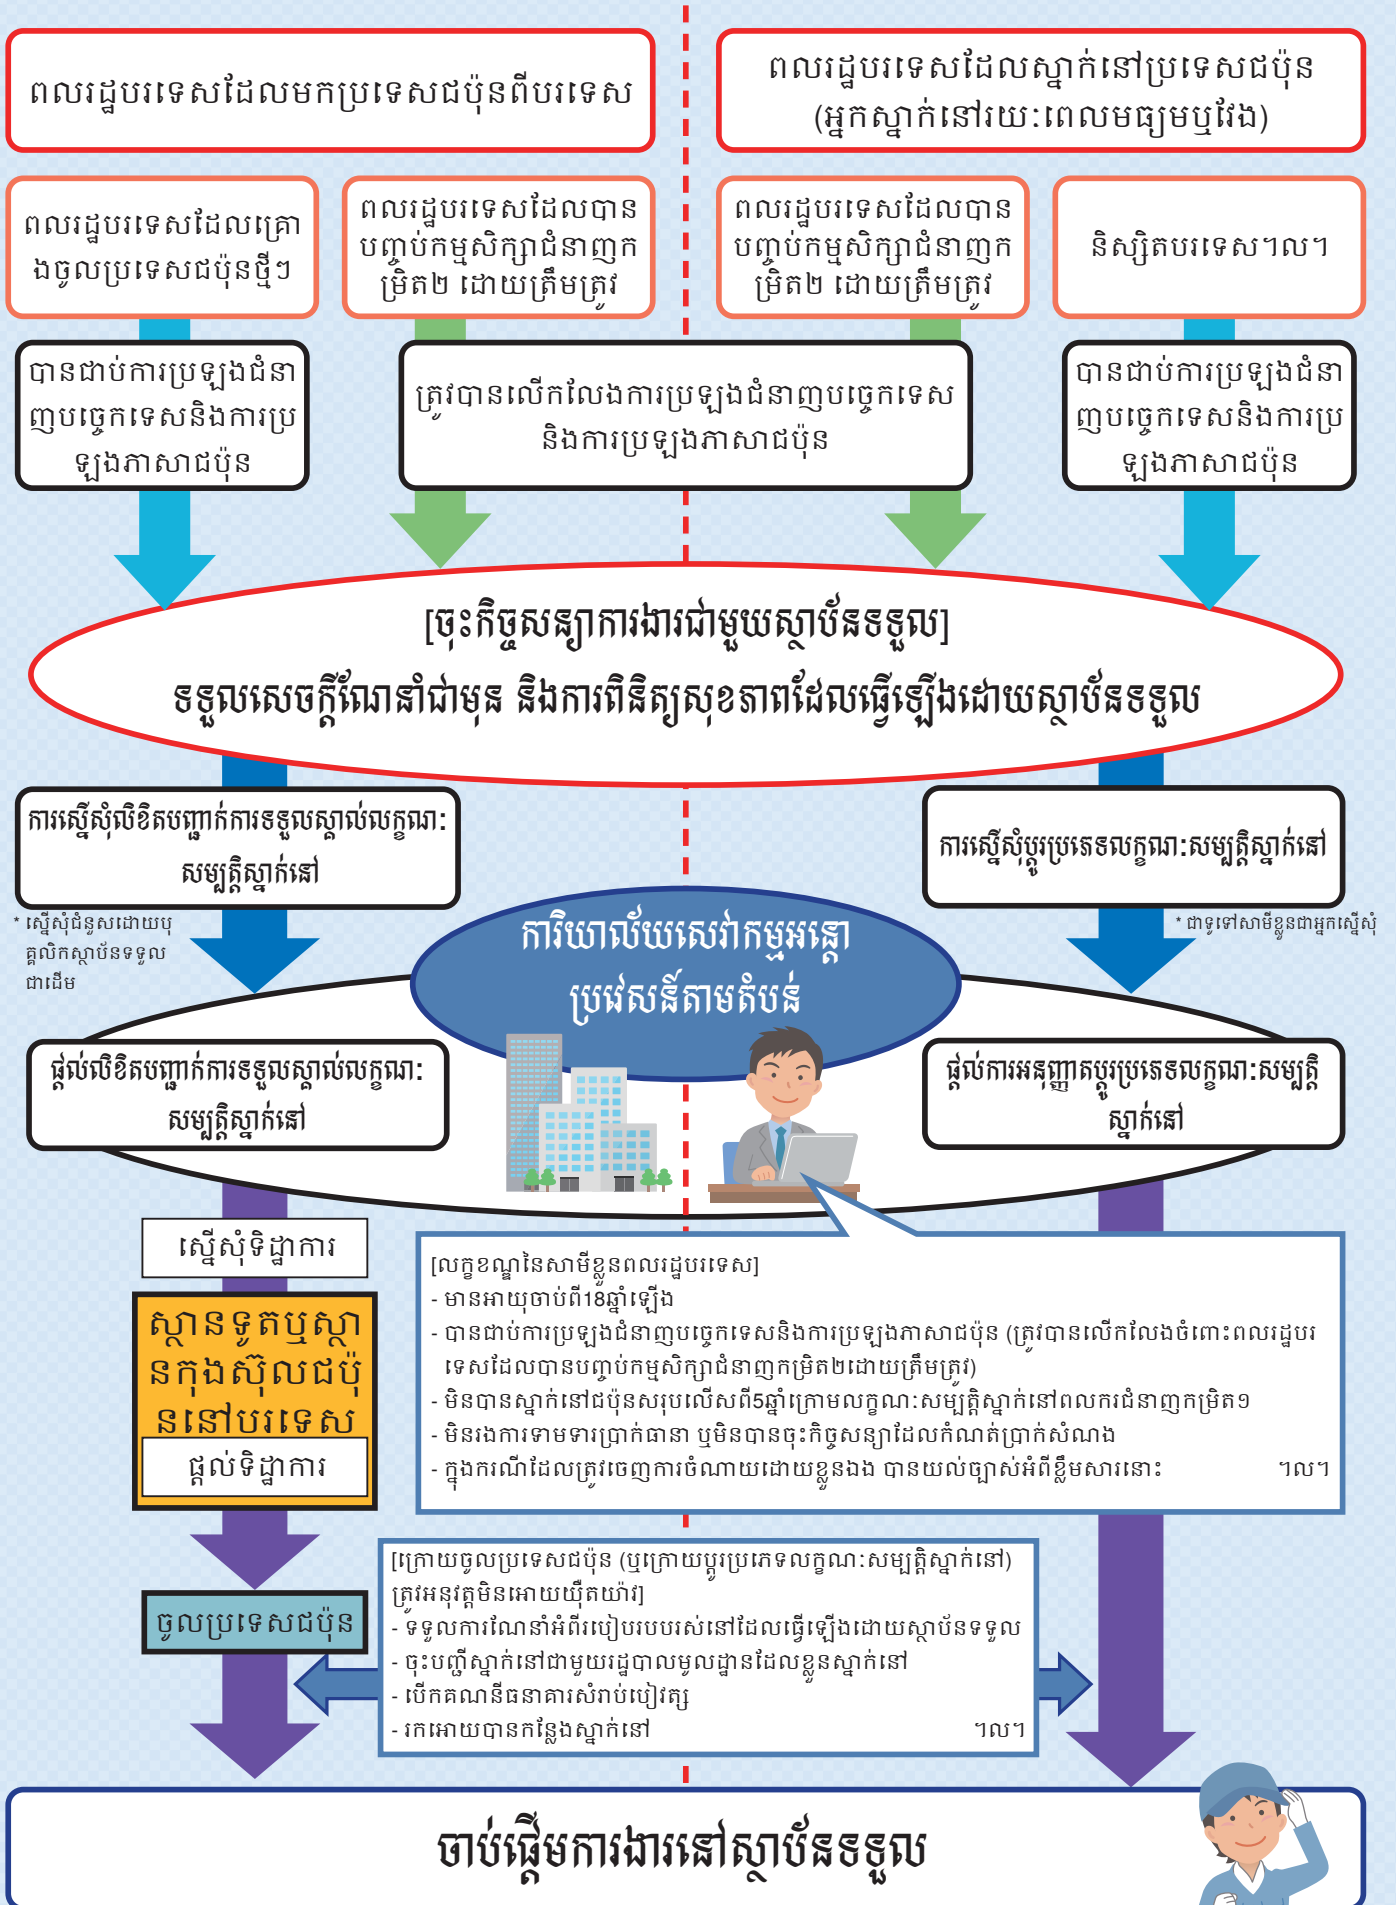 ពលរដ្ឋបរទេសដែលមកប្រទេសជប៉ុនពីបរទេស
ពលរដ្ឋបរទេសដែលស្នាក់នៅប្រទេសជប៉ុន
(អ្នកស្នាក់នៅរយៈពេលមធ្យមឬវែង)
ពលរដ្ឋបរទេសដែលគ្រោ
ងចូលប្រទេសជប៉ុនថ្មីៗ
ពលរដ្ឋបរទេសដែលបាន
បញ្ចប់កម្មសិក្សាជំនាញក
ម្រិត២ ដោយត្រឹមត្រូវ
ពលរដ្ឋបរទេសដែលបាន
បញ្ចប់កម្មសិក្សាជំនាញក
ម្រិត២ ដោយត្រឹមត្រូវ
និស្សិតបរទេស។ល។
បានជាប់ការប្រឡងជំនា
ញបច្ចេកទេសនិងការប្រ
ឡងភាសាជប៉ុន
ត្រូវបានលើកលែងការប្រឡងជំនាញបច្ចេកទេស
និងការប្រឡងភាសាជប៉ុន
បានជាប់ការប្រឡងជំនា
ញបច្ចេកទេសនិងការប្រ
ឡងភាសាជប៉ុន
[ចុះកិច្ចសន្យាការងារជាមួយស្ថាប័នទទួល]
ទទួលសេចក្តីណែនាំជាមុន និងការពិនិត្យសុខភាពដែលធ្វើឡើងដោយស្ថាប័នទទួល
ការស្នើសុំលិខិតបញ្ជាក់ការទទួលស្គាល់លក្ខណៈ
សម្បត្តិស្នាក់នៅ
ការស្នើសុំប្តូរប្រភេទលក្ខណៈសម្បត្តិស្នាក់នៅ
* ស្នើសុំជំនួសដោយបុ
គ្គលិកស្ថាប័នទទួល
ជាដើម
* ជាទូទៅសាមីខ្លួនជាអ្នកស្នើសុំ
ការិយាល័យសេវាកម្មអន្តោ
ប្រវេសន៍តាមតំបន់
ផ្តល់លិខិតបញ្ជាក់ការទទួលស្គាល់លក្ខណៈ
សម្បត្តិស្នាក់នៅ
ផ្តល់ការអនុញ្ញាតប្តូរប្រភេទលក្ខណៈសម្បត្តិ
ស្នាក់នៅ
ស្នើសុំទិដ្ឋាការ
ស្ថានទូតឬស្ថា
នកុងស៊ុលជប៉ុ
ននៅបរទេស
ផ្តល់ទិដ្ឋាការ
[លក្ខខណ្ឌនៃសាមីខ្លួនពលរដ្ឋបរទេស]
- មានអាយុចាប់ពី18ឆ្នាំឡើង
- បានជាប់ការប្រឡងជំនាញបច្ចេកទេសនិងការប្រឡងភាសាជប៉ុន (ត្រូវបានលើកលែងចំពោះពលរដ្ឋបរ
ទេសដែលបានបញ្ចប់កម្មសិក្សាជំនាញកម្រិត២ដោយត្រឹមត្រូវ)
- មិនបានស្នាក់នៅជប៉ុនសរុបលើសពី5ឆ្នាំក្រោមលក្ខណៈសម្បត្តិស្នាក់នៅពលករជំនាញកម្រិត១
- មិនរងការទាមទារប្រាក់ធានា ឬមិនបានចុះកិច្ចសន្យាដែលកំណត់ប្រាក់សំណង
- ក្នុងករណីដែលត្រូវចេញការចំណាយដោយខ្លួនឯង បានយល់ច្បាស់អំពីខ្លឹមសារនោះ ។ល។
[ក្រោយចូលប្រទេសជប៉ុន (ឬក្រោយប្តូរប្រភេទលក្ខណៈសម្បត្តិស្នាក់នៅ)
ត្រូវអនុវត្តមិនអោយយ៉ឺតយ៉ាវ]
- ទទួលការណែនាំអំពីរបៀបរបបរស់នៅដែលធ្វើឡើងដោយស្ថាប័នទទួល
- ចុះបញ្ជីស្នាក់នៅជាមួយរដ្ឋបាលមូលដ្ឋានដែលខ្លួនស្នាក់នៅ
- បើកគណនីធនាគារសំរាប់បៀវត្ស
- រកអោយបានកន្លែងស្នាក់នៅ ។ល។
ចូលប្រទេសជប៉ុន
ចាប់ផ្តើមការងារនៅស្ថាប័នទទួល